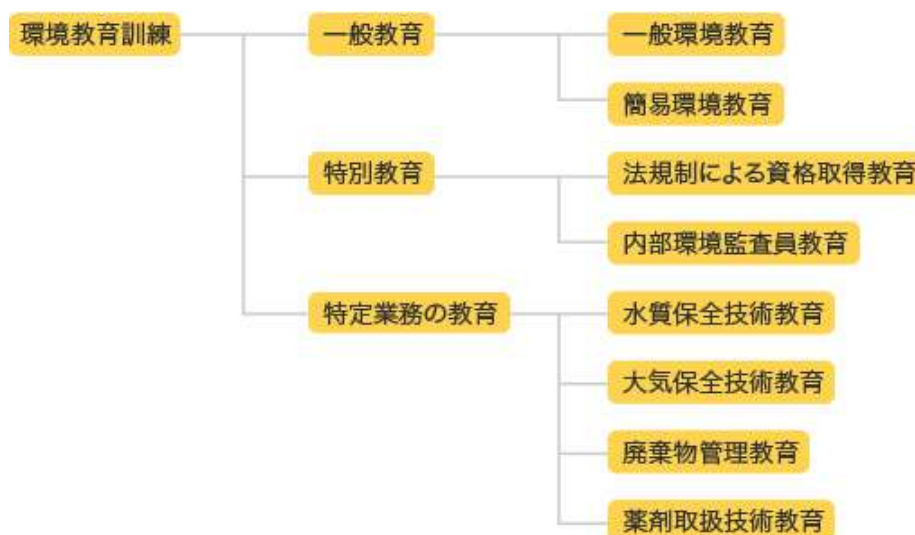 環境教育訓練
一般教育
一般環境教育
簡易環境教育
特別教育
法規制による資格取得教育
内部環境監査員教育
特定業務の教育
水質保全技術教育
大気保全技術教育
廃棄物管理教育
薬剤取扱技術教育